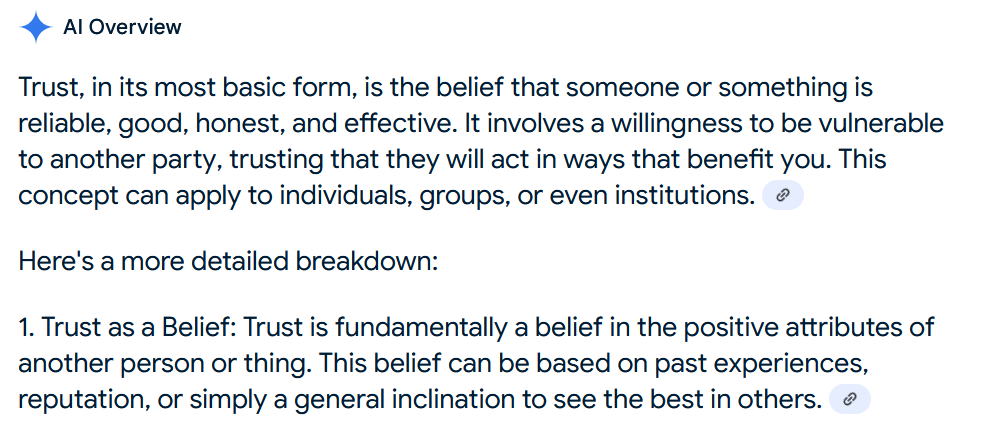 AI Overview
Trust, in its most basic form, is the belief that someone or something is
reliable, good, honest, and effective. It involves a willingness to be vulnerable
to another party, trusting that they will act in ways that benefit you. This
concept can apply to individuals, groups, or even institutions.
Here's a more detailed breakdown:
1. Trust as a Belief: Trust is fundamentally a belief in the positive attributes of
another person or thing. This belief can be based on past experiences,
reputation, or simply a general inclination to see the best in others.